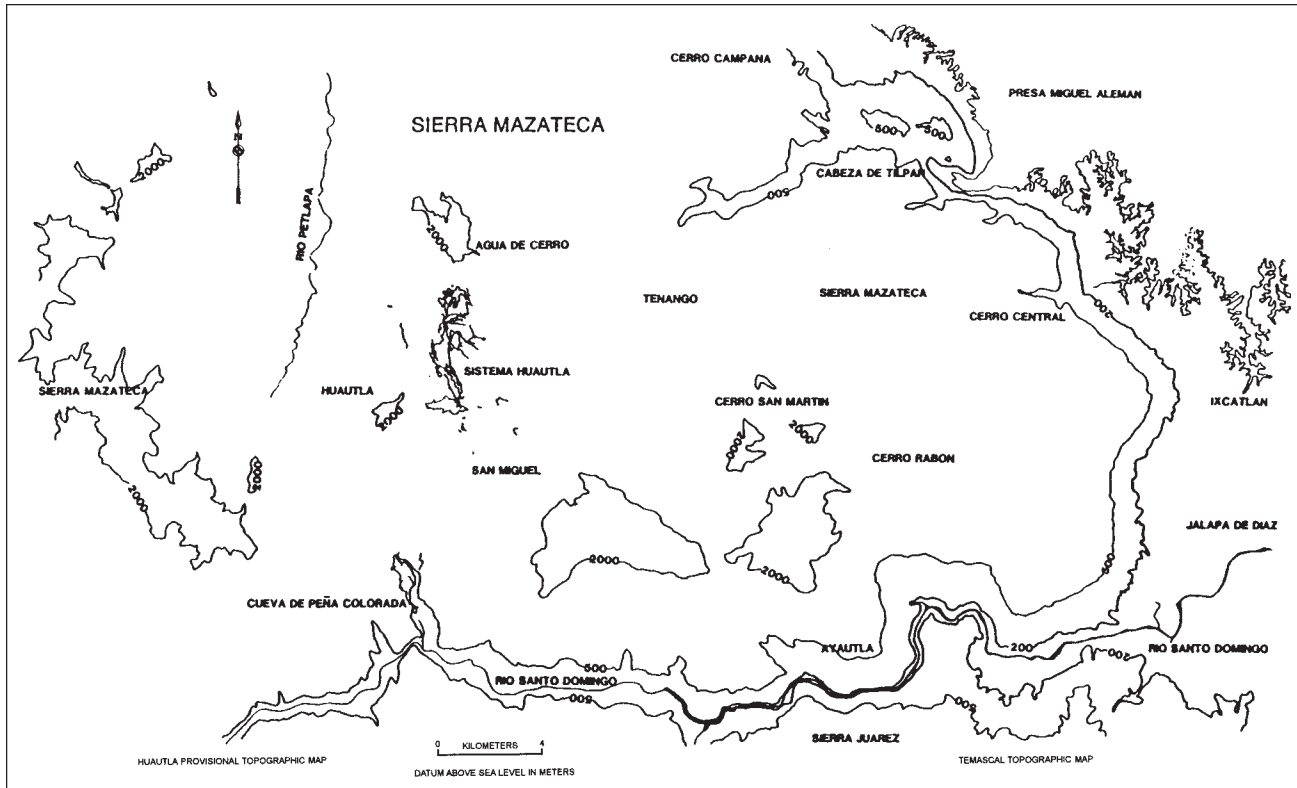 CERRO CAMPANA
PRESA MIGUEL ALEMAN
SIERRA MAZATECA
500
500
N
2000
CABEZA DE TILPAN
500
RIO PETLAPA
2000
AGUA DE CERRO
TENANGO
SIERRA MAZATECA
200
CERRO CENTRAL
SISTEMA HUAUTLA
SIERRA MAZATECA
HUAUTLA
2000
CERRO SAN MARTIN
IXCATLAN
2000
2000
CERRO RABON
SAN MIGUEL
2000
2000
JALAPA DE DIAZ
2000
2000
500
CUEVA DE PEÑA COLORADA
AYAUTLA
200
RIO SANTO DOMINGO
200
500
RIO SANTO DOMINGO
500
500
SIERRA JUAREZ
0 KILOMETERS 4
HUAUTLA PROVISIONAL TOPOGRAPHIC MAP
TEMASCAL TOPOGRAPHIC MAP
DATUM ABOVE SEA LEVEL IN METERS